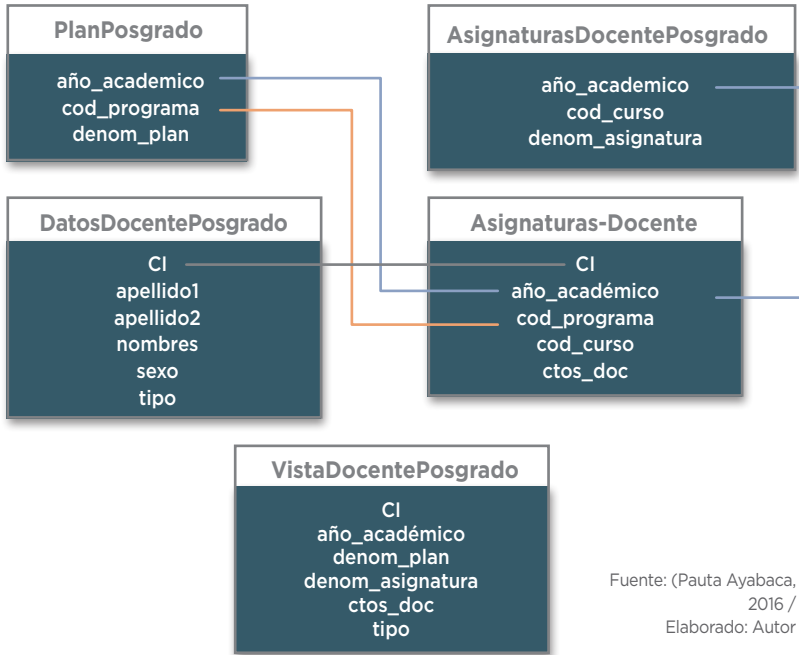 PlanPosgrado
año_academico
cod_programa
denom_plan
AsignaturasDocentePosgrado
año_academico
cod_curso
denom_asignatura
DatosDocentePosgrado
CI
apellido1
apellido2
nombres
sexo
tipo
Asignaturas-Docente
CI
año_académico
cod_programa
cod_curso
ctos_doc
VistaDocentePosgrado
CI
año_académico
denom_plan
denom_asignatura
ctos_doc
tipo
Fuente: (Pauta Ayabaca,
2016 /
Elaborado: Autor